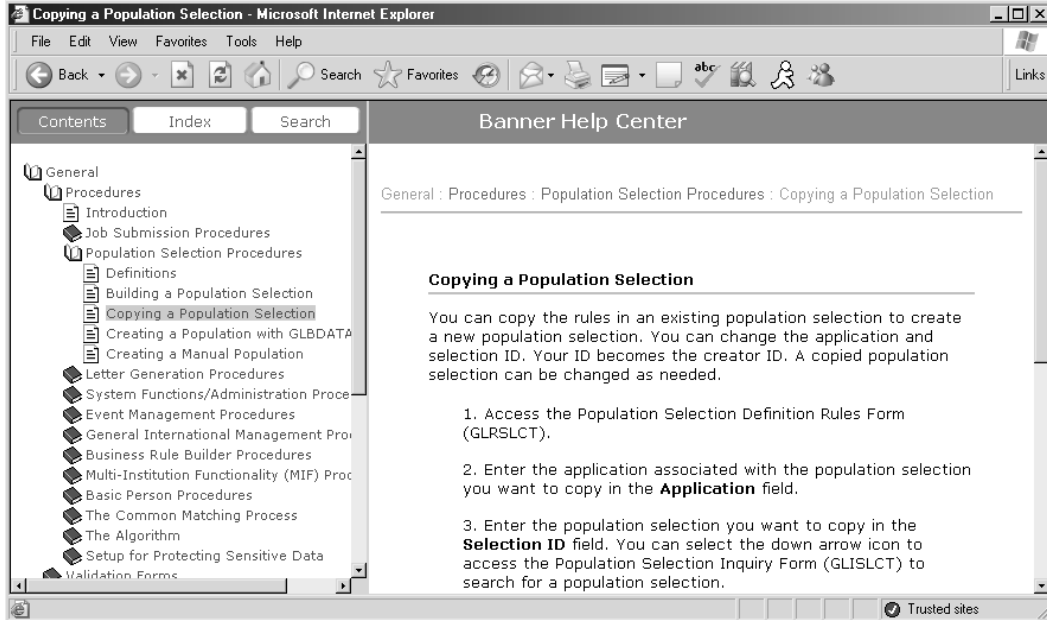 Copying a Population Selection - Microsoft Internet Explorer
File Edit View Favorites Tools Help
Back Search Favorites Links
Contents Index Search
Banner Help Center
General
Procedures
Introduction
Job Submission Procedures
Population Selection Procedures
Definitions
Building a Population Selection
Copying a Population Selection
Creating a Population with GLBDATA
Creating a Manual Population
Letter Generation Procedures
System Functions/Administration Proce
Event Management Procedures
General International Management Pro
Business Rule Builder Procedures
Multi-Institution Functionality (MIF) Proc
Basic Person Procedures
The Common Matching Process
The Algorithm
Setup for Protecting Sensitive Data
Validation Forms
General : Procedures : Population Selection Procedures : Copying a Population Selection
Copying a Population Selection
You can copy the rules in an existing population selection to create
a new population selection. You can change the application and
selection ID. Your ID becomes the creator ID. A copied population
selection can be changed as needed.
1. Access the Population Selection Definition Rules Form
(GLRSLCT).
2. Enter the application associated with the population selection
you want to copy in the Application field.
3. Enter the population selection you want to copy in the
Selection ID field. You can select the down arrow icon to
access the Population Selection Inquiry Form (GLISLCT) to
search for a population selection.
Trusted sites